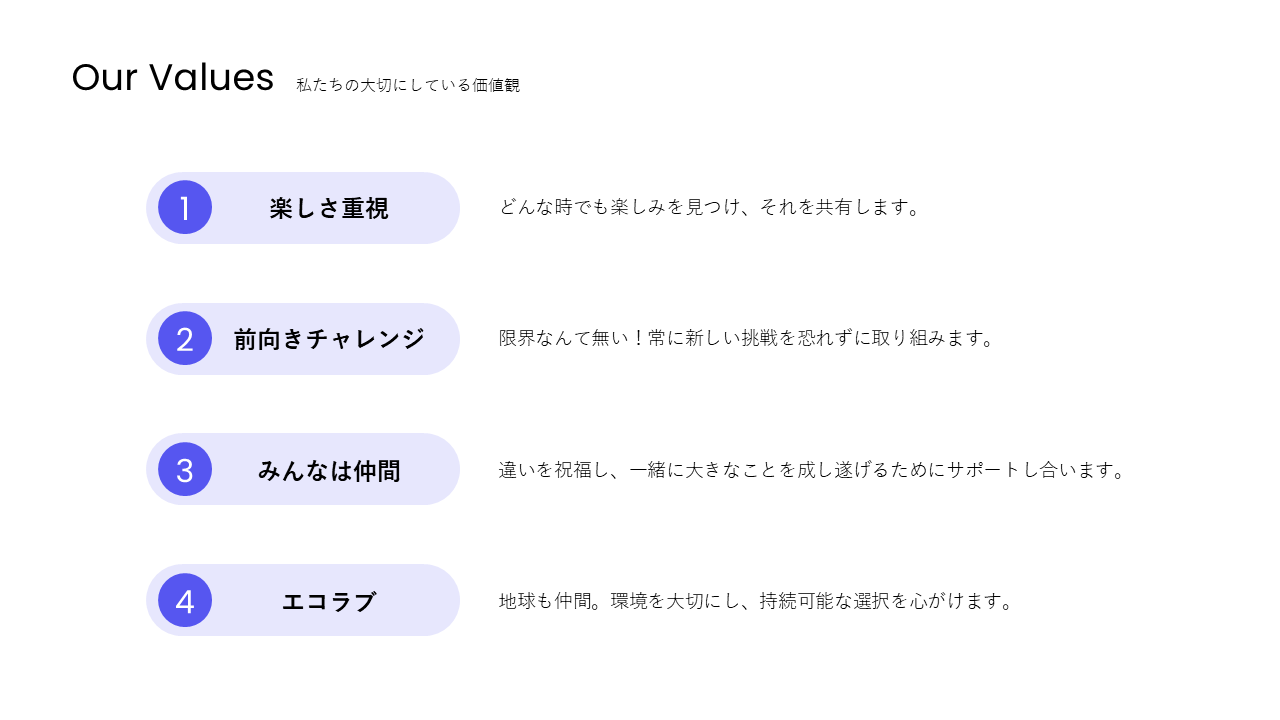 Our Values 私たちの大切にしている価値観
1 楽しさ重視 どんな時でも楽しみを見つけ、それを共有します。
2 前向きチャレンジ 限界なんて無い！常に新しい挑戦を恐れずに取り組みます。
3 みんなは仲間 違いを祝福し、一緒に大きなことを成し遂げるためにサポートし合います。
4 エコラブ 地球も仲間。環境を大切にし、持続可能な選択を心がけます。